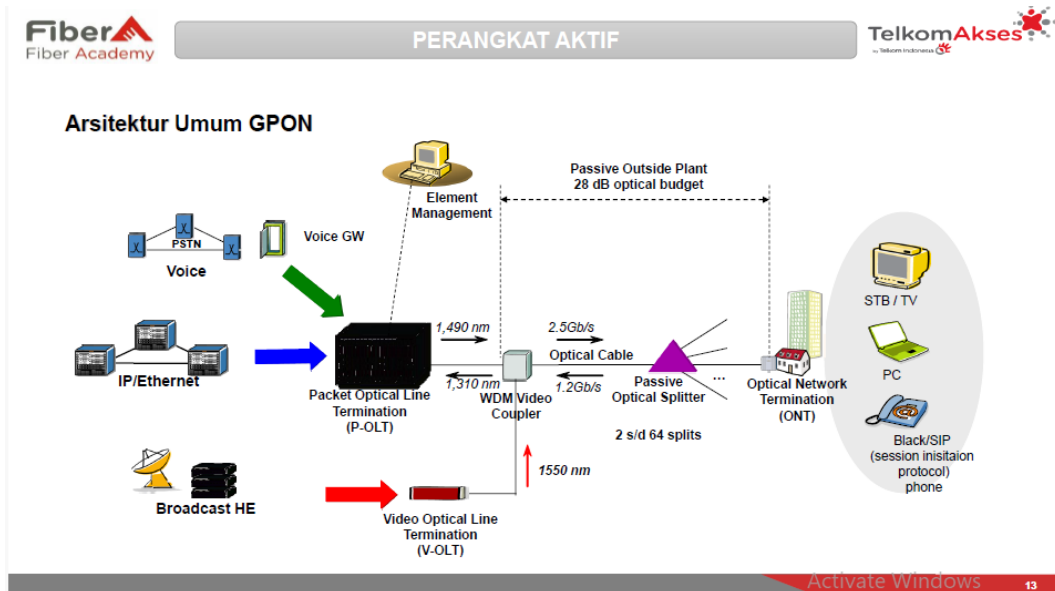 Fiber
Fiber Academy
PERANGKAT AKTIF
TelkomAkses
by Telkom Indonesia
Arsitektur Umum GPON
Element
Management
Passive Outside Plant
28 dB optical budget
PSTN
Voice
Voice GW
IP/Ethernet
Packet Optical Line
Termination
(P-OLT)
1,490 nm
1,310 nm
WDM Video
Coupler
2.5Gb/s
Optical Cable
1.2Gb/s
Passive
Optical Splitter
2 s/d 64 splits
...
Optical Network
Termination
(ONT)
STB / TV
PC
Black/SIP
(session inisitaion
protocol)
phone
Broadcast HE
Video Optical Line
Termination
(V-OLT)
1550 nm
Activate Windows
13